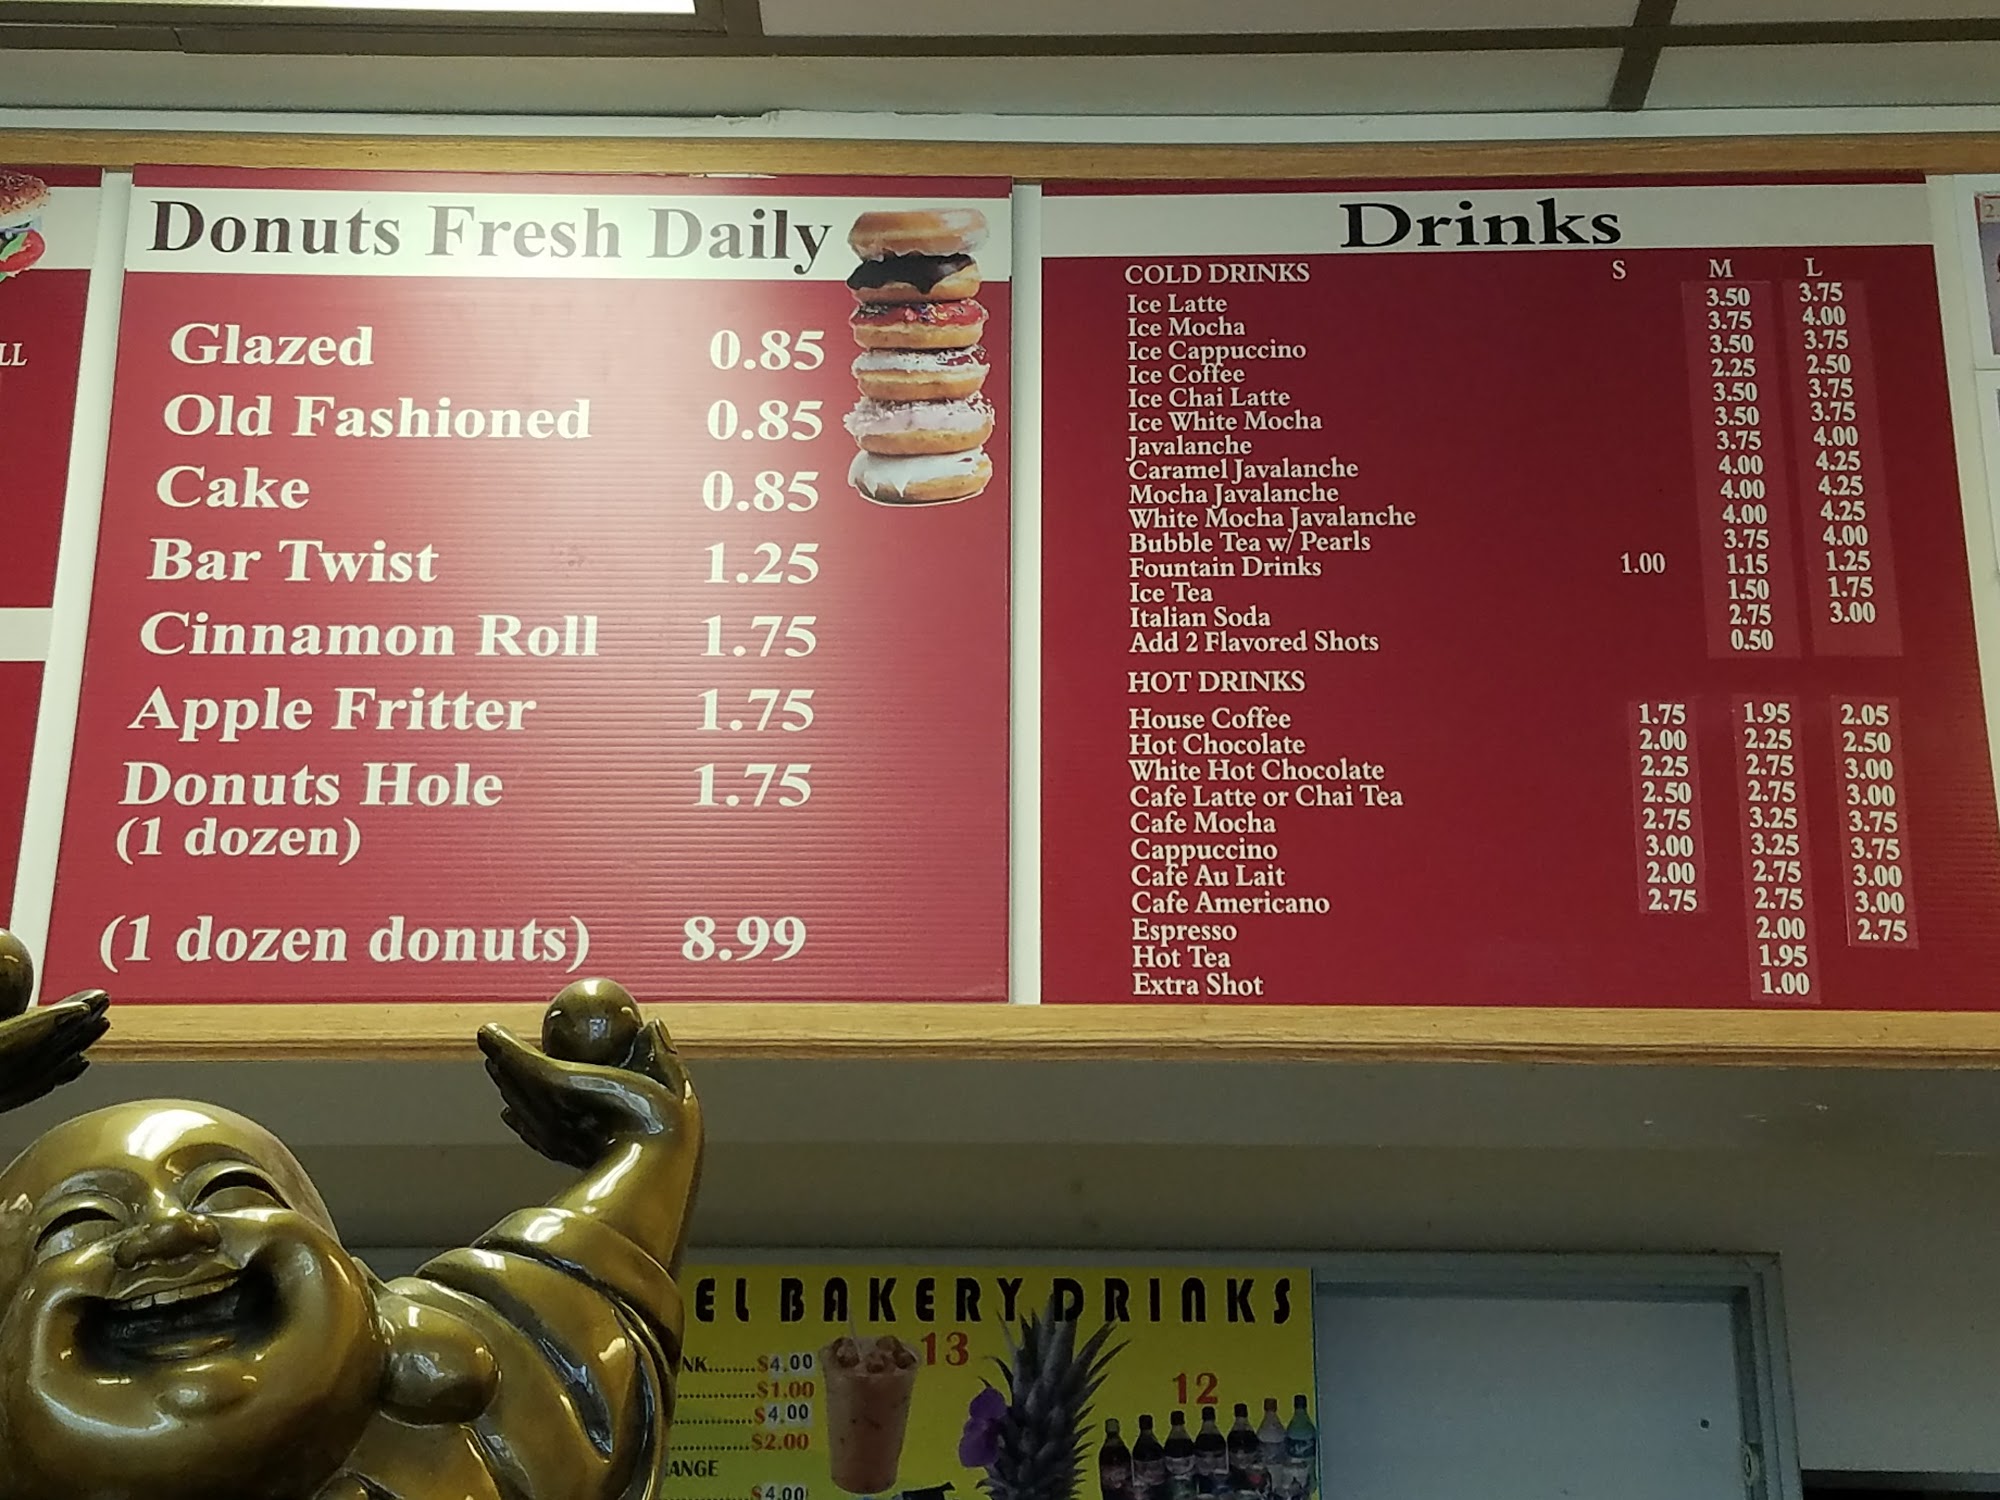 LL
Donuts Fresh Daily
Glazed 0.85
Old Fashioned 0.85
Cake 0.85
Bar Twist 1.25
Cinnamon Roll 1.75
Apple Fritter 1.75
Donuts Hole 1.75
(1 dozen)
(1 dozen donuts) 8.99
Drinks
COLD DRINKS S M L
Ice Latte 3.50 3.75
Ice Mocha 3.75 4.00
Ice Cappuccino 3.50 3.75
Ice Coffee 2.25 2.50
Ice Chai Latte 3.50 3.75
Ice White Mocha 3.50 3.75
Javalanche 3.75 4.00
Caramel Javalanche 4.00 4.25
Mocha Javalanche 4.00 4.25
White Mocha Javalanche 4.00 4.25
Bubble Tea w/ Pearls 3.75 4.00
Fountain Drinks 1.00 1.15 1.25
Ice Tea 1.50 1.75
Italian Soda 2.75 3.00
Add 2 Flavored Shots 0.50
HOT DRINKS
House Coffee 1.75 1.95 2.05
Hot Chocolate 2.00 2.25 2.50
White Hot Chocolate 2.25 2.75 3.00
Cafe Latte or Chai Tea 2.50 2.75 3.00
Cafe Mocha 2.75 3.25 3.75
Cappuccino 3.00 3.25 3.75
Cafe Au Lait 2.00 2.75 3.00
Cafe Americano 2.75 2.75 3.00
Espresso 2.00 2.75
Hot Tea 1.95
Extra Shot 1.00
EL BAKERY DRINKS
NK........$4.00
............$1.00
............$4.00
............$2.00
ANGE
$4.00
13
12